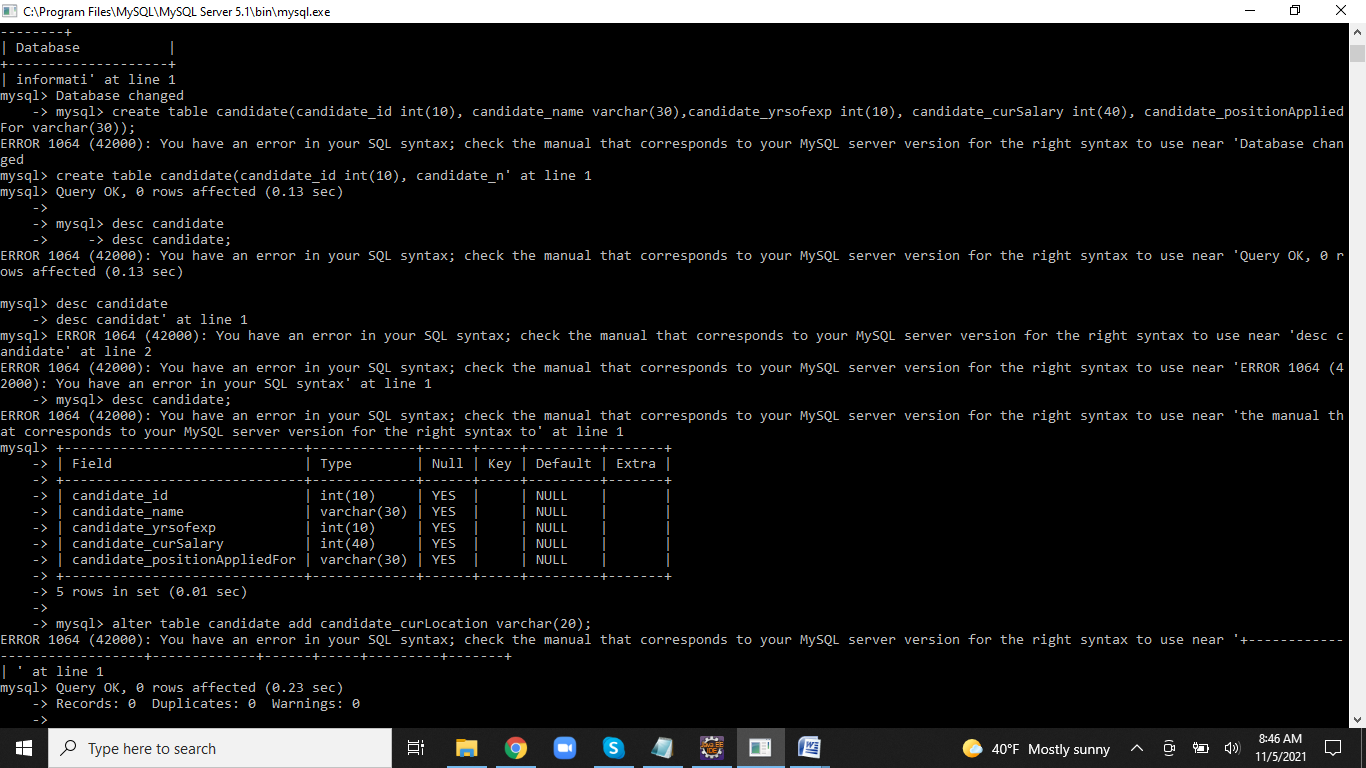 C:\Program Files\MySQL\MySQL Server 5.1\bin\mysql.exe
--------+
| Database           |
+--------------------+
| informati' at line 1
mysql> Database changed
    -> mysql> create table candidate(candidate_id int(10), candidate_name varchar(30),candidate_yrsofexp int(10), candidate_curSalary int(40), candidate_positionApplied
For varchar(30));
ERROR 1064 (42000): You have an error in your SQL syntax; check the manual that corresponds to your MySQL server version for the right syntax to use near 'Database chan
ged
mysql> create table candidate(candidate_id int(10), candidate_n' at line 1
mysql> Query OK, 0 rows affected (0.13 sec)
    ->
    -> mysql> desc candidate
    ->     -> desc candidate;
ERROR 1064 (42000): You have an error in your SQL syntax; check the manual that corresponds to your MySQL server version for the right syntax to use near 'Query OK, 0 r
ows affected (0.13 sec)
mysql> desc candidate
    -> desc candidat' at line 1
mysql> ERROR 1064 (42000): You have an error in your SQL syntax; check the manual that corresponds to your MySQL server version for the right syntax to use near 'desc c
andidate' at line 2
ERROR 1064 (42000): You have an error in your SQL syntax; check the manual that corresponds to your MySQL server version for the right syntax to use near 'ERROR 1064 (4
2000): You have an error in your SQL syntax' at line 1
    -> mysql> desc candidate;
ERROR 1064 (42000): You have an error in your SQL syntax; check the manual that corresponds to your MySQL server version for the right syntax to use near 'the manual th
at corresponds to your MySQL server version for the right syntax to' at line 1
mysql> +------------------------------+-------------+------+-----+---------+-------+
    -> | Field                        | Type        | Null | Key | Default | Extra |
    -> +------------------------------+-------------+------+-----+---------+-------+
    -> | candidate_id                 | int(10)     | YES  |     | NULL    |       |
    -> | candidate_name               | varchar(30) | YES  |     | NULL    |       |
    -> | candidate_yrsofexp           | int(10)     | YES  |     | NULL    |       |
    -> | candidate_curSalary          | int(40)     | YES  |     | NULL    |       |
    -> | candidate_positionAppliedFor | varchar(30) | YES  |     | NULL    |       |
    -> +------------------------------+-------------+------+-----+---------+-------+
    -> 5 rows in set (0.01 sec)
    ->
    -> mysql> alter table candidate add candidate_curLocation varchar(20);
ERROR 1064 (42000): You have an error in your SQL syntax; check the manual that corresponds to your MySQL server version for the right syntax to use near '+------------
------------------+-------------+------+-----+---------+-------+
| ' at line 1
mysql> Query OK, 0 rows affected (0.23 sec)
    -> Records: 0  Duplicates: 0  Warnings: 0
    ->
Type here to search
JAVA EE
IDE
40°F Mostly sunny
8:46 AM
11/5/2021